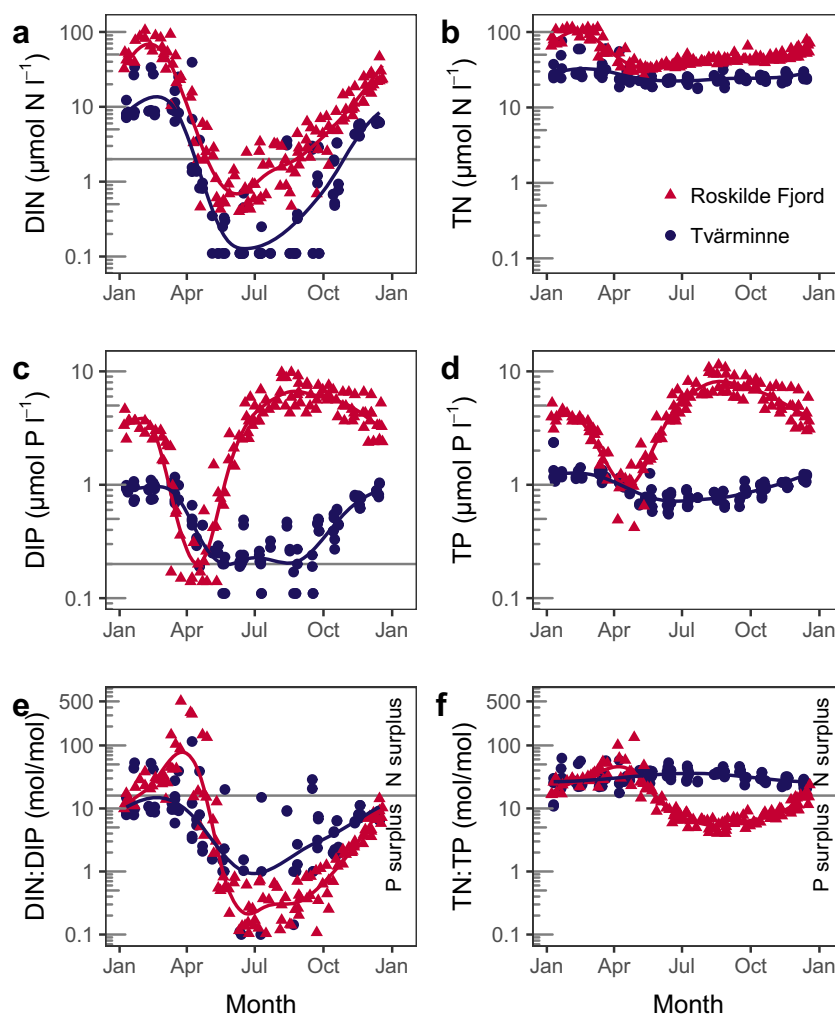 a
DIN (μmol N l⁻¹)
100
10
1
0.1
Jan Apr Jul Oct Jan
b
TN (μmol N l⁻¹)
100
10
1
0.1
Roskilde Fjord
Tvärminne
Jan Apr Jul Oct Jan
c
DIP (μmol P l⁻¹)
10
1
0.1
Jan Apr Jul Oct Jan
d
TP (μmol P l⁻¹)
10
1
0.1
Jan Apr Jul Oct Jan
e
DIN:DIP (mol/mol)
500
100
10
1
0.1
N surplus
P surplus
Jan Apr Jul Oct Jan
Month
f
TN:TP (mol/mol)
500
100
10
1
0.1
N surplus
P surplus
Jan Apr Jul Oct Jan
Month